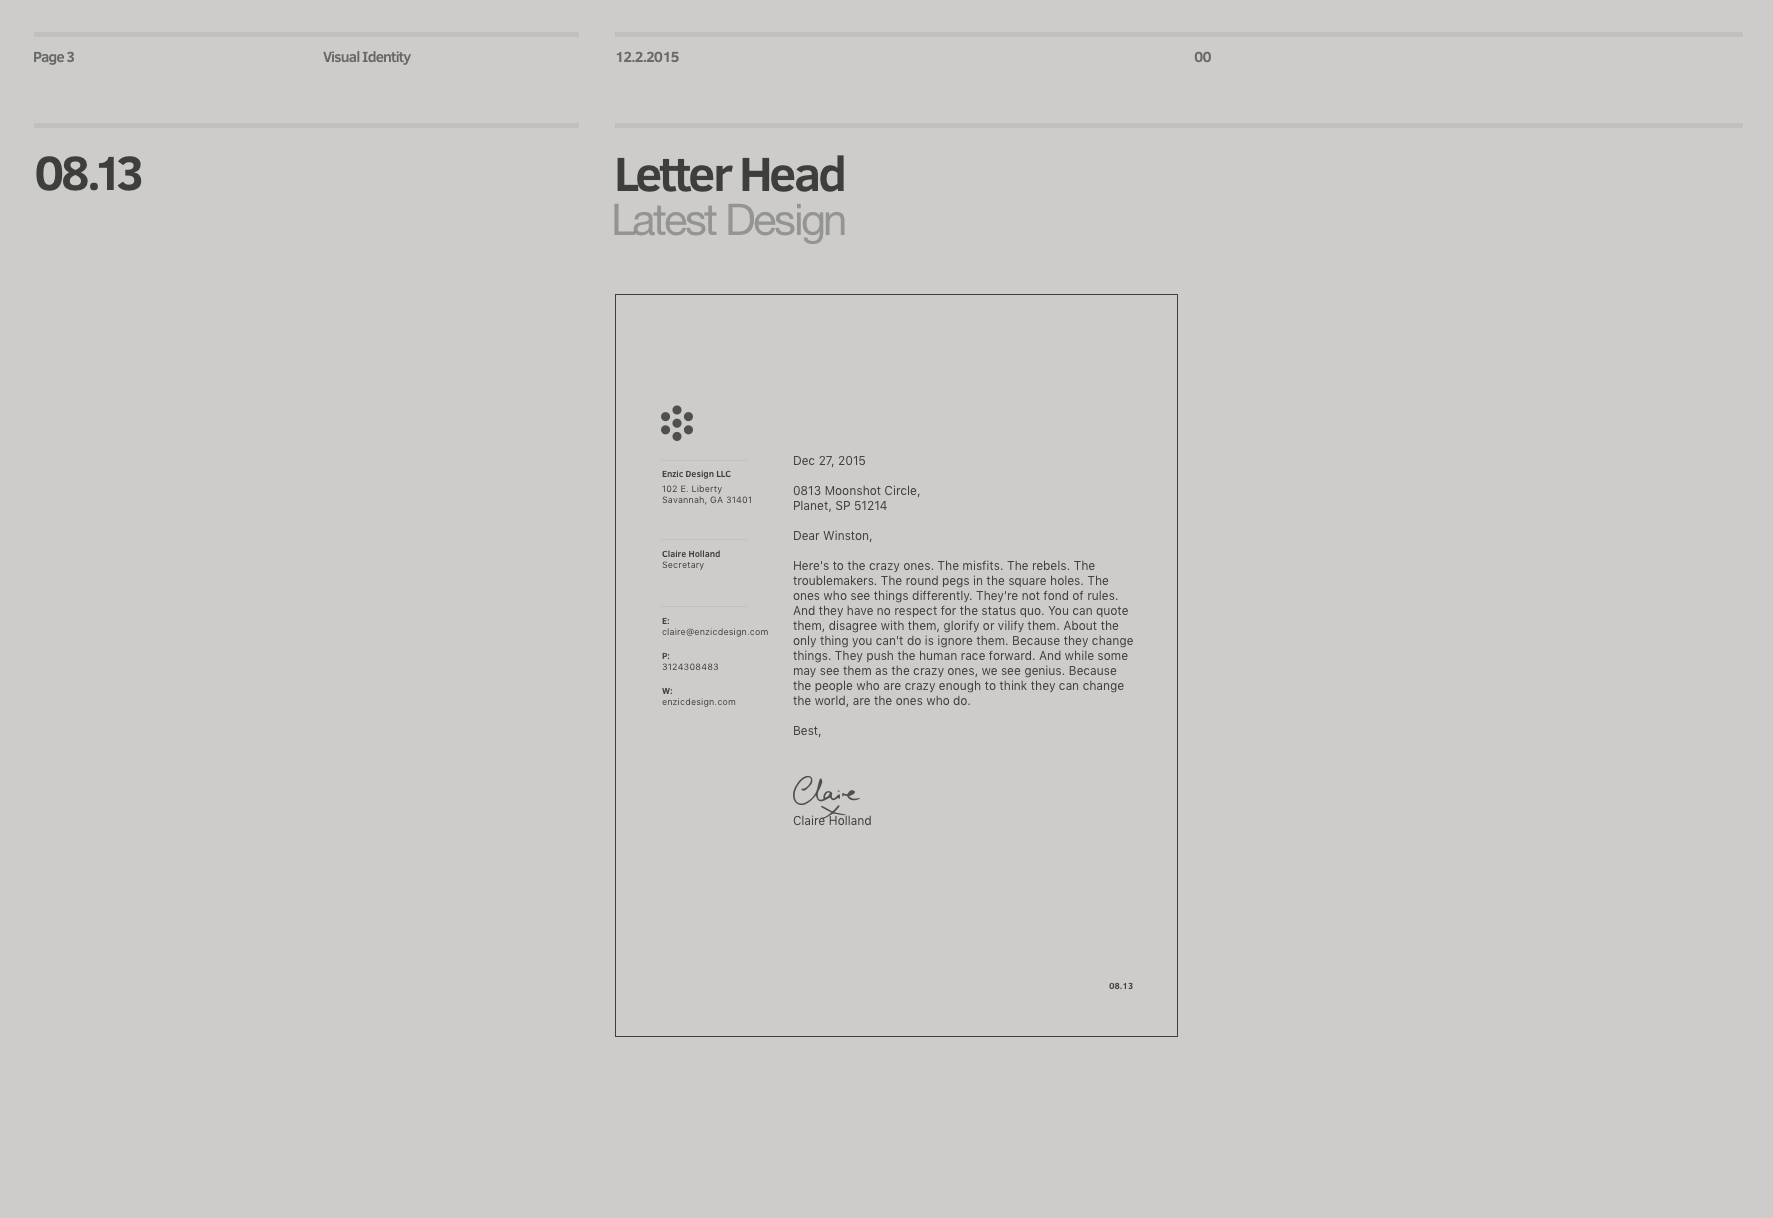 Page 3
Visual Identity
12.2.2015
00
08.13
Letter Head
Latest Design
Enzic Design LLC
102 E. Liberty
Savannah, GA 31401
Claire Holland
Secretary
E:
claire@enzicdesign.com
P:
3124308483
W:
enzicdesign.com
Dec 27, 2015
0813 Moonshot Circle,
Planet, SP 51214
Dear Winston,
Here's to the crazy ones. The misfits. The rebels. The
troublemakers. The round pegs in the square holes. The
ones who see things differently. They're not fond of rules.
And they have no respect for the status quo. You can quote
them, disagree with them, glorify or vilify them. About the
only thing you can't do is ignore them. Because they change
things. They push the human race forward. And while some
may see them as the crazy ones, we see genius. Because
the people who are crazy enough to think they can change
the world, are the ones who do.
Best,
Claire
x
Claire Holland
08.13